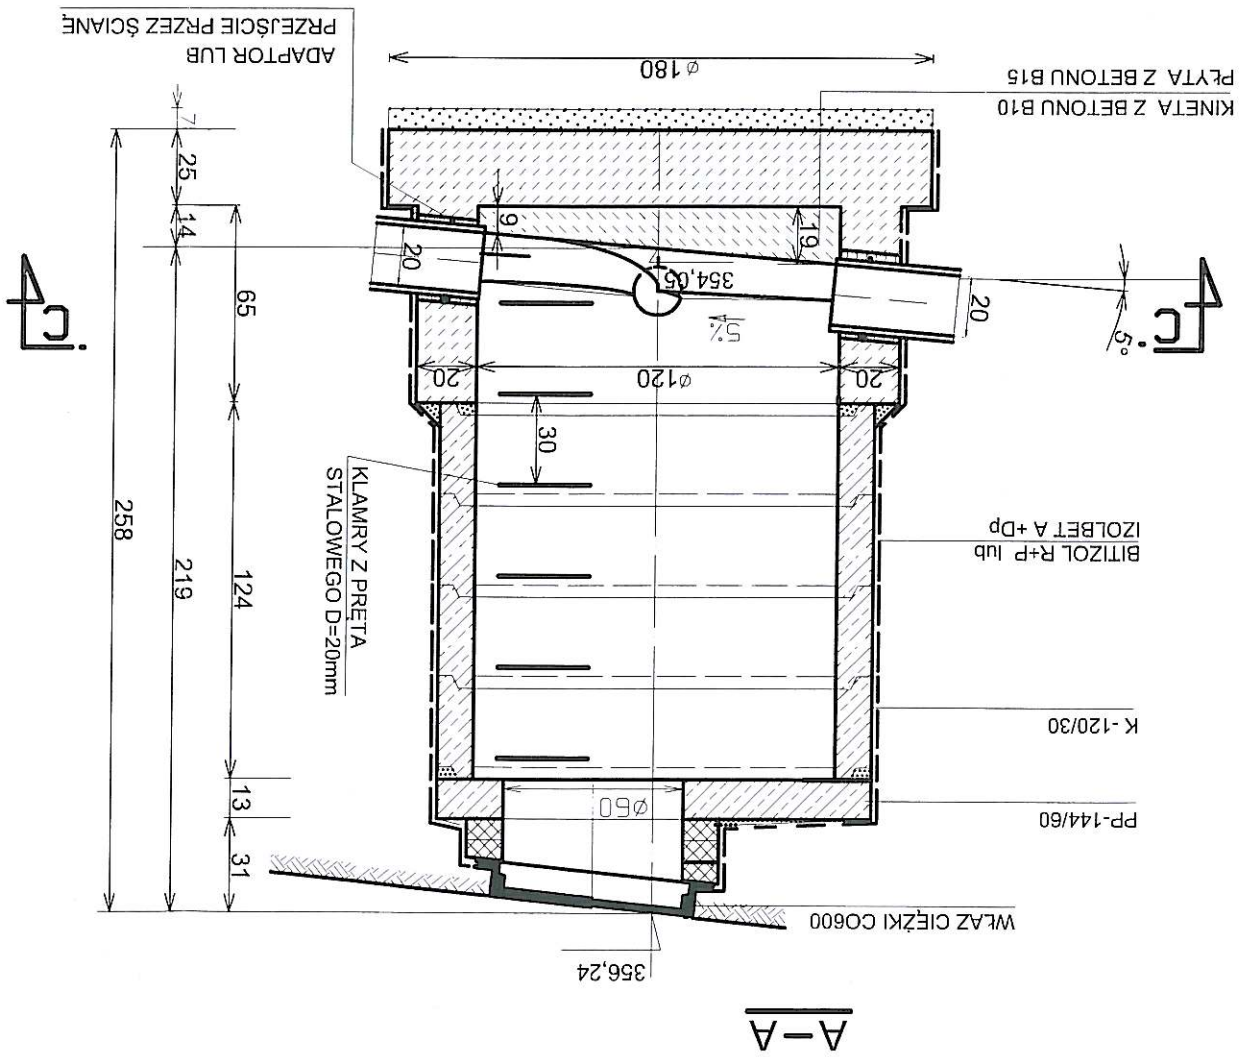 A-A
356,24
WŁAZ CIĘŻKI CO600
PP-144/60
K -120/30
BITIZOL R+P lub
IZOLBET A +Dp
KINETA Z BETONU B10
PŁYTA Z BETONU B15
ADAPTOR LUB
PRZEJŚCIE PRZEZ ŚCIANĘ
KLAMRY Z PRĘTA
STALOWEGO D=20mm
Ø60
31
13
124
219
258
30
20
Ø120
20
65
5%
5°
C
C
20
354,05
20
19
9
14
25
7
Ø180